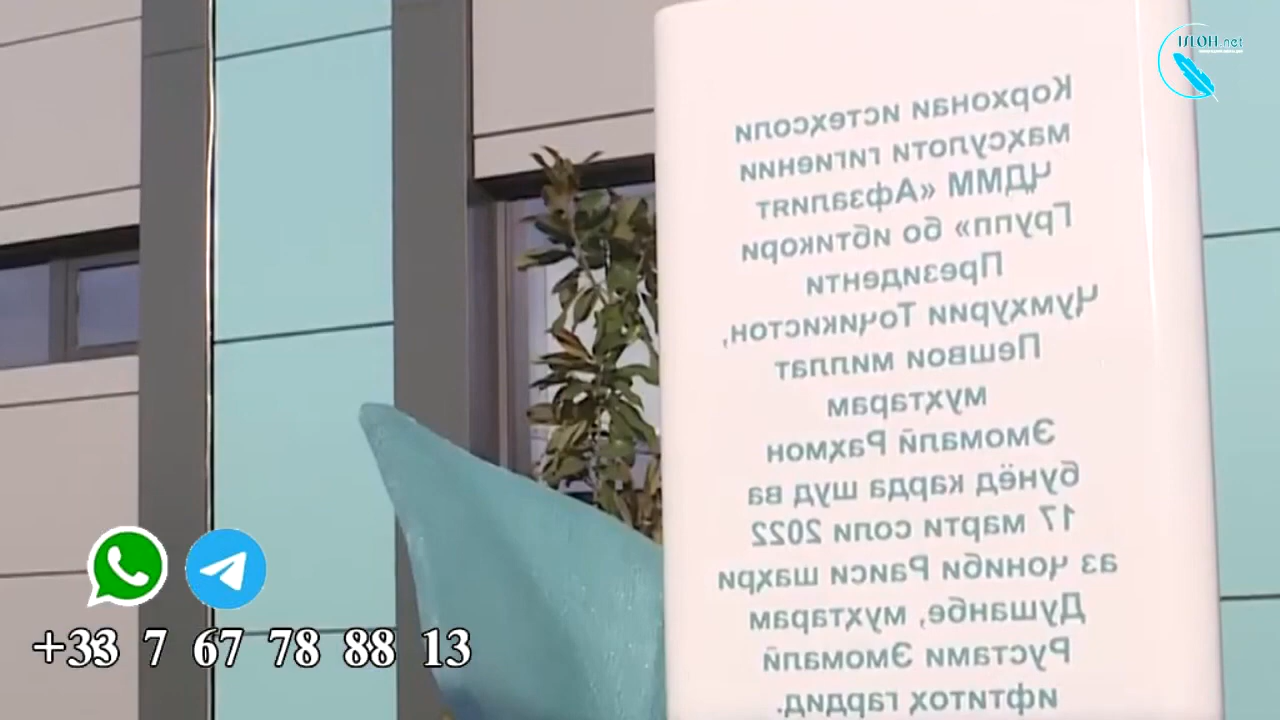 ISLOH.net
Корхонаи истеҳсоли
маҳсулоти гигиении
ҶДММ «Афзалият
Групп» бо ибтикори
Президенти
Ҷумҳурии Тоҷикистон,
Пешвои миллат
муҳтарам
Эмомалӣ Раҳмон
бунёд карда шуд ва
17 марти соли 2022
аз ҷониби Раиси шаҳри
Душанбе, муҳтарам
Рустами Эмомалӣ
ифтитоҳ гардид.
+33 7 67 78 88 13